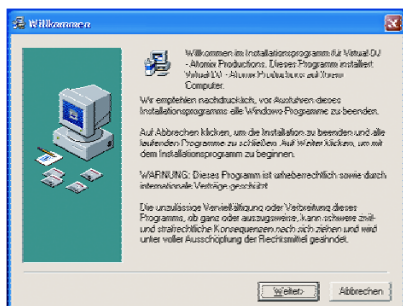 Willkommen
Willkommen im Installationsprogramm für Virtual DJ
- Atomix Productions. Dieses Programm installiert
Virtual DJ - Atomix Productions auf Ihrem
Computer.
Wir empfehlen nachdrücklich, vor Ausführen dieses
Installationsprogramms alle Windows-Programme zu beenden.
Auf Abbrechen klicken, um die Installation zu beenden und alle
laufenden Programme zu schließen. Auf Weiter klicken, um mit
dem Installationsprogramm zu beginnen.
WARNUNG: Dieses Programm ist urheberrechtlich sowie durch
internationale Verträge geschützt.
Die unzulässige Vervielfältigung oder Verbreitung dieses
Programms, ob ganz oder auszugsweise, kann schwere zivil-
und strafrechtliche Konsequenzen nach sich ziehen und wird
unter voller Ausschöpfung der Rechtsmittel geahndet.
Weiter>
Abbrechen